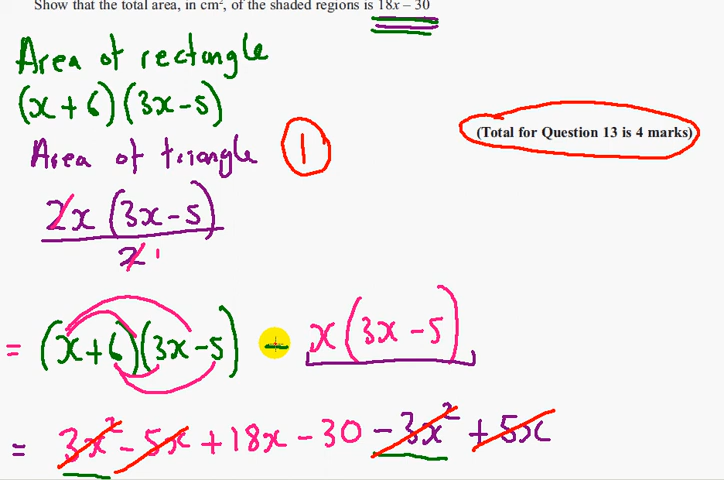 Show that the total area, in cm², of the shaded regions is 18x – 30
Area of rectangle
(x + 6)(3x - 5)
(Total for Question 13 is 4 marks)
Area of triangle 1
2x(3x - 5)
2 1
= (x + 6)(3x - 5) - x(3x - 5)
= 3x² - 5x + 18x - 30 - 3x² + 5x